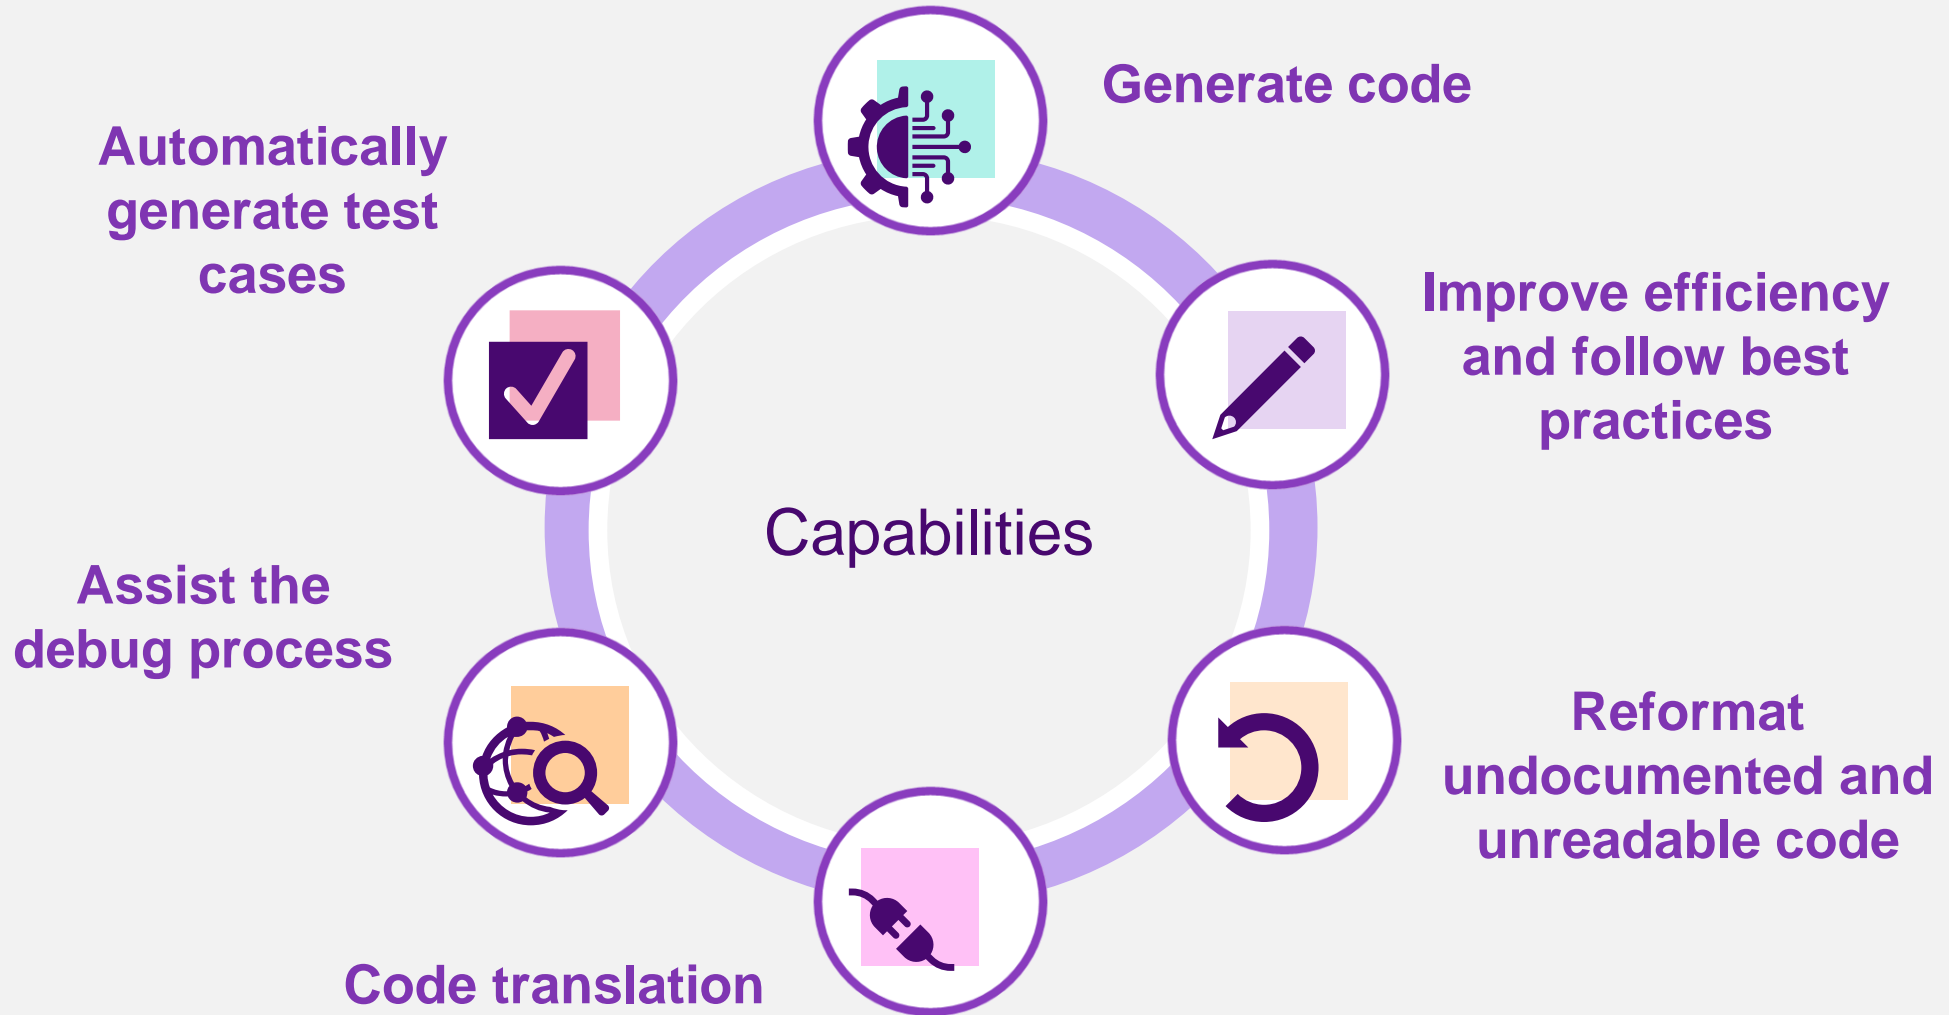 Generate code
Automatically
generate test
cases
Improve efficiency
and follow best
practices
Capabilities
Assist the
debug process
Reformat
undocumented and
unreadable code
Code translation